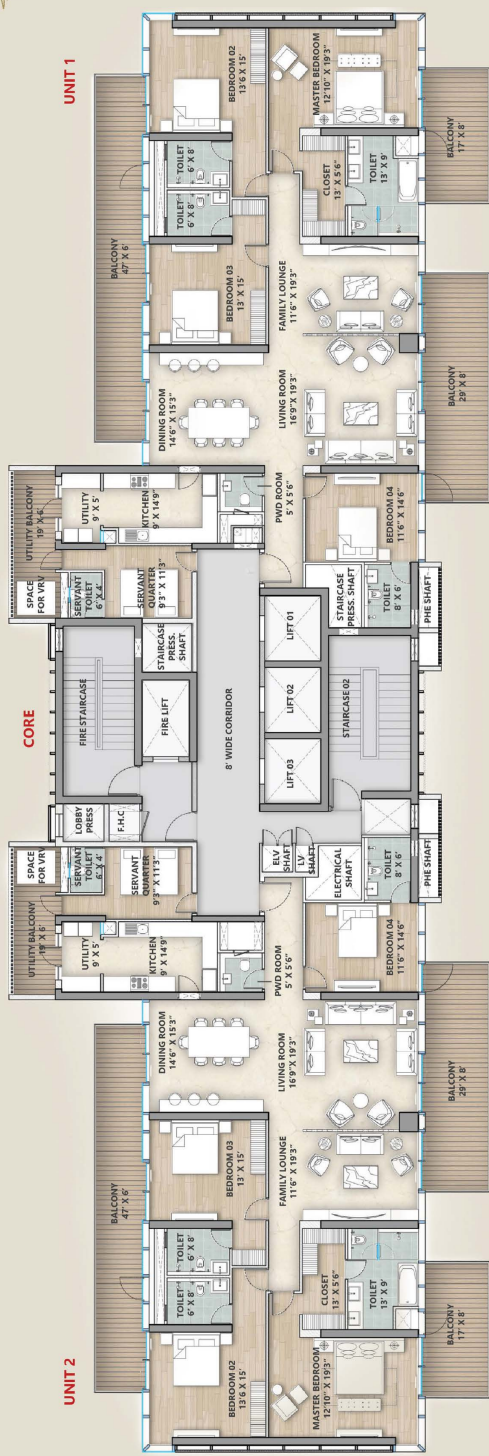 UNIT 2
CORE
UNIT 1
BALCONY
47' X 6'
UTILITY BALCONY
19' X 6'
SPACE
FOR VRV
SPACE
FOR VRV
UTILITY BALCONY
19' X 6'
BALCONY
47' X 6'
BEDROOM 02
13'6 X 15'
TOILET
6' X 8'
TOILET
6' X 8'
BEDROOM 03
13' X 15'
DINING ROOM
14'6" X 15'3"
UTILITY
9' X 5'
KITCHEN
9' X 14'9"
SERVANT
TOILET
6' X 4'
SERVANT
QUARTER
9'3" X 11'3"
LOBBY
PRESS
F.H.C
FIRE STAIRCASE
FIRE LIFT
STAIRCASE
PRESS.
SHAFT
SERVANT
TOILET
6' X 4'
SERVANT
QUARTER
9'3" X 11'3"
UTILITY
9' X 5'
KITCHEN
9' X 14'9"
DINING ROOM
14'6" X 15'3"
BEDROOM 03
13' X 15'
TOILET
6' X 8'
TOILET
6' X 8'
BEDROOM 02
13'6 X 15'
8' WIDE CORRIDOR
MASTER BEDROOM
12'10" X 19'3"
CLOSET
13' X 5'6"
TOILET
13' X 9'
FAMILY LOUNGE
11'6" X 19'3"
LIVING ROOM
16'9" X 19'3"
PWD ROOM
5' X 5'6"
BEDROOM 04
11'6" X 14'6"
TOILET
8' X 6'
ELV
SHAFT
LV
SHAFT
ELECTRICAL
SHAFT
LIFT 03
LIFT 02
LIFT 01
STAIRCASE 02
STAIRCASE
PRESS. SHAFT
TOILET
8' X 6'
PWD ROOM
5' X 5'6"
BEDROOM 04
11'6" X 14'6"
LIVING ROOM
16'9" X 19'3"
FAMILY LOUNGE
11'6" X 19'3"
CLOSET
13' X 5'6"
TOILET
13' X 9'
MASTER BEDROOM
12'10" X 19'3"
BALCONY
17' X 8'
BALCONY
29' X 8'
PHE SHAFT
PHE SHAFT
BALCONY
29' X 8'
BALCONY
17' X 8'